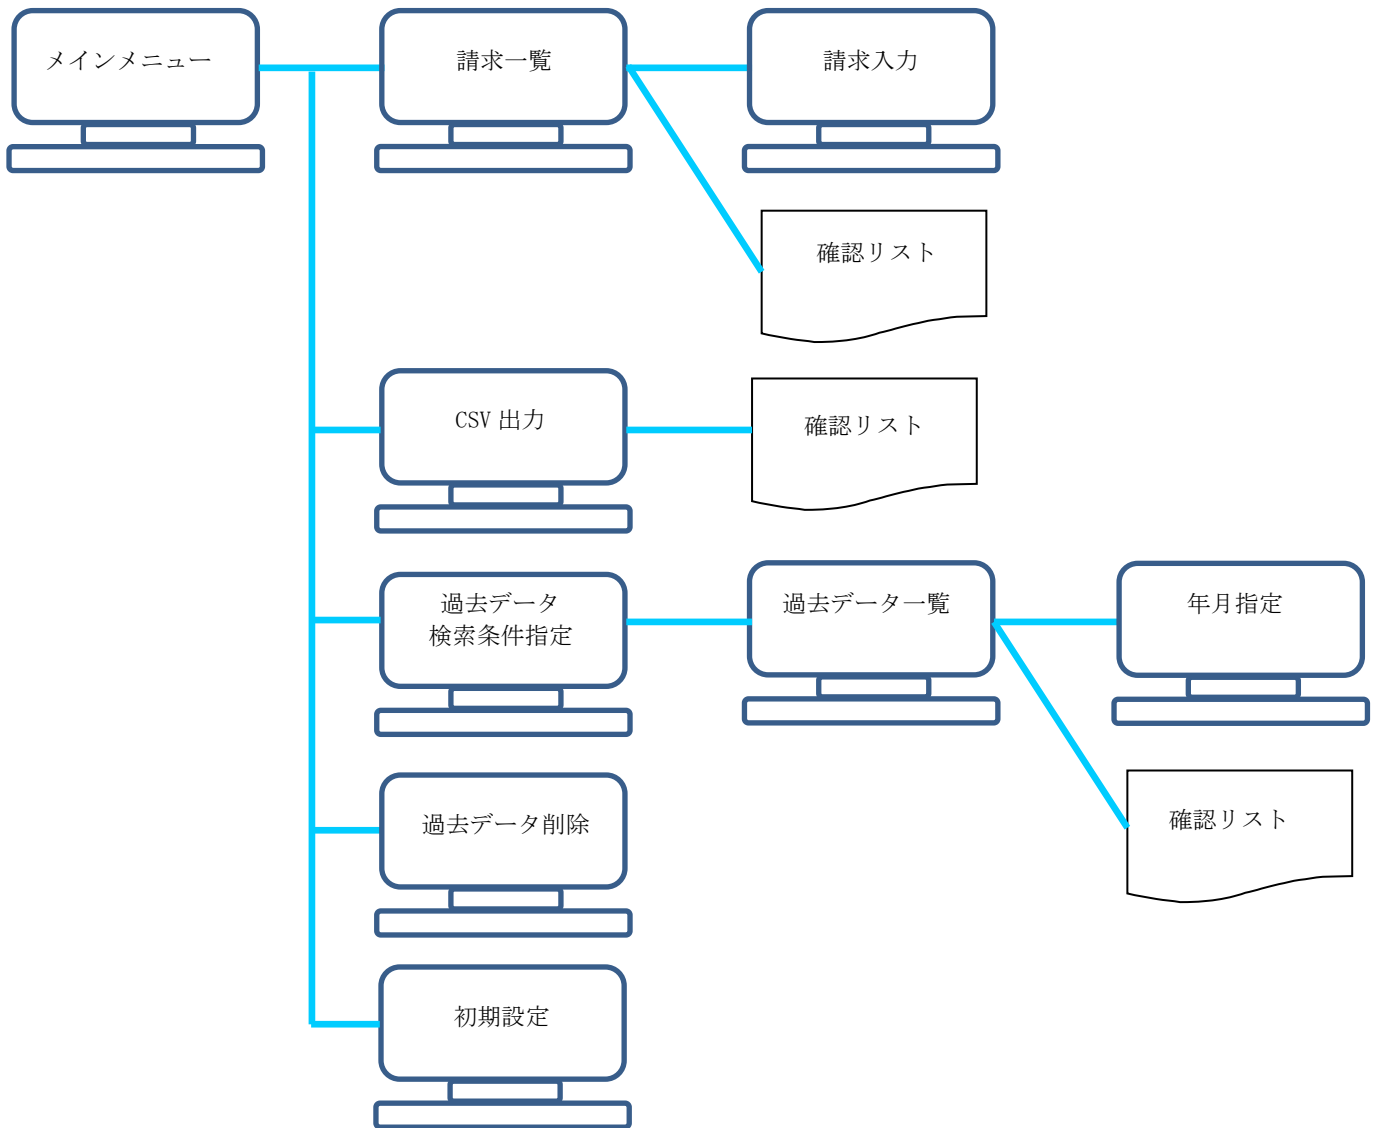 メインメニュー
請求一覧
請求入力
確認リスト
CSV 出力
確認リスト
過去データ
検索条件指定
過去データ一覧
年月指定
過去データ削除
確認リスト
初期設定